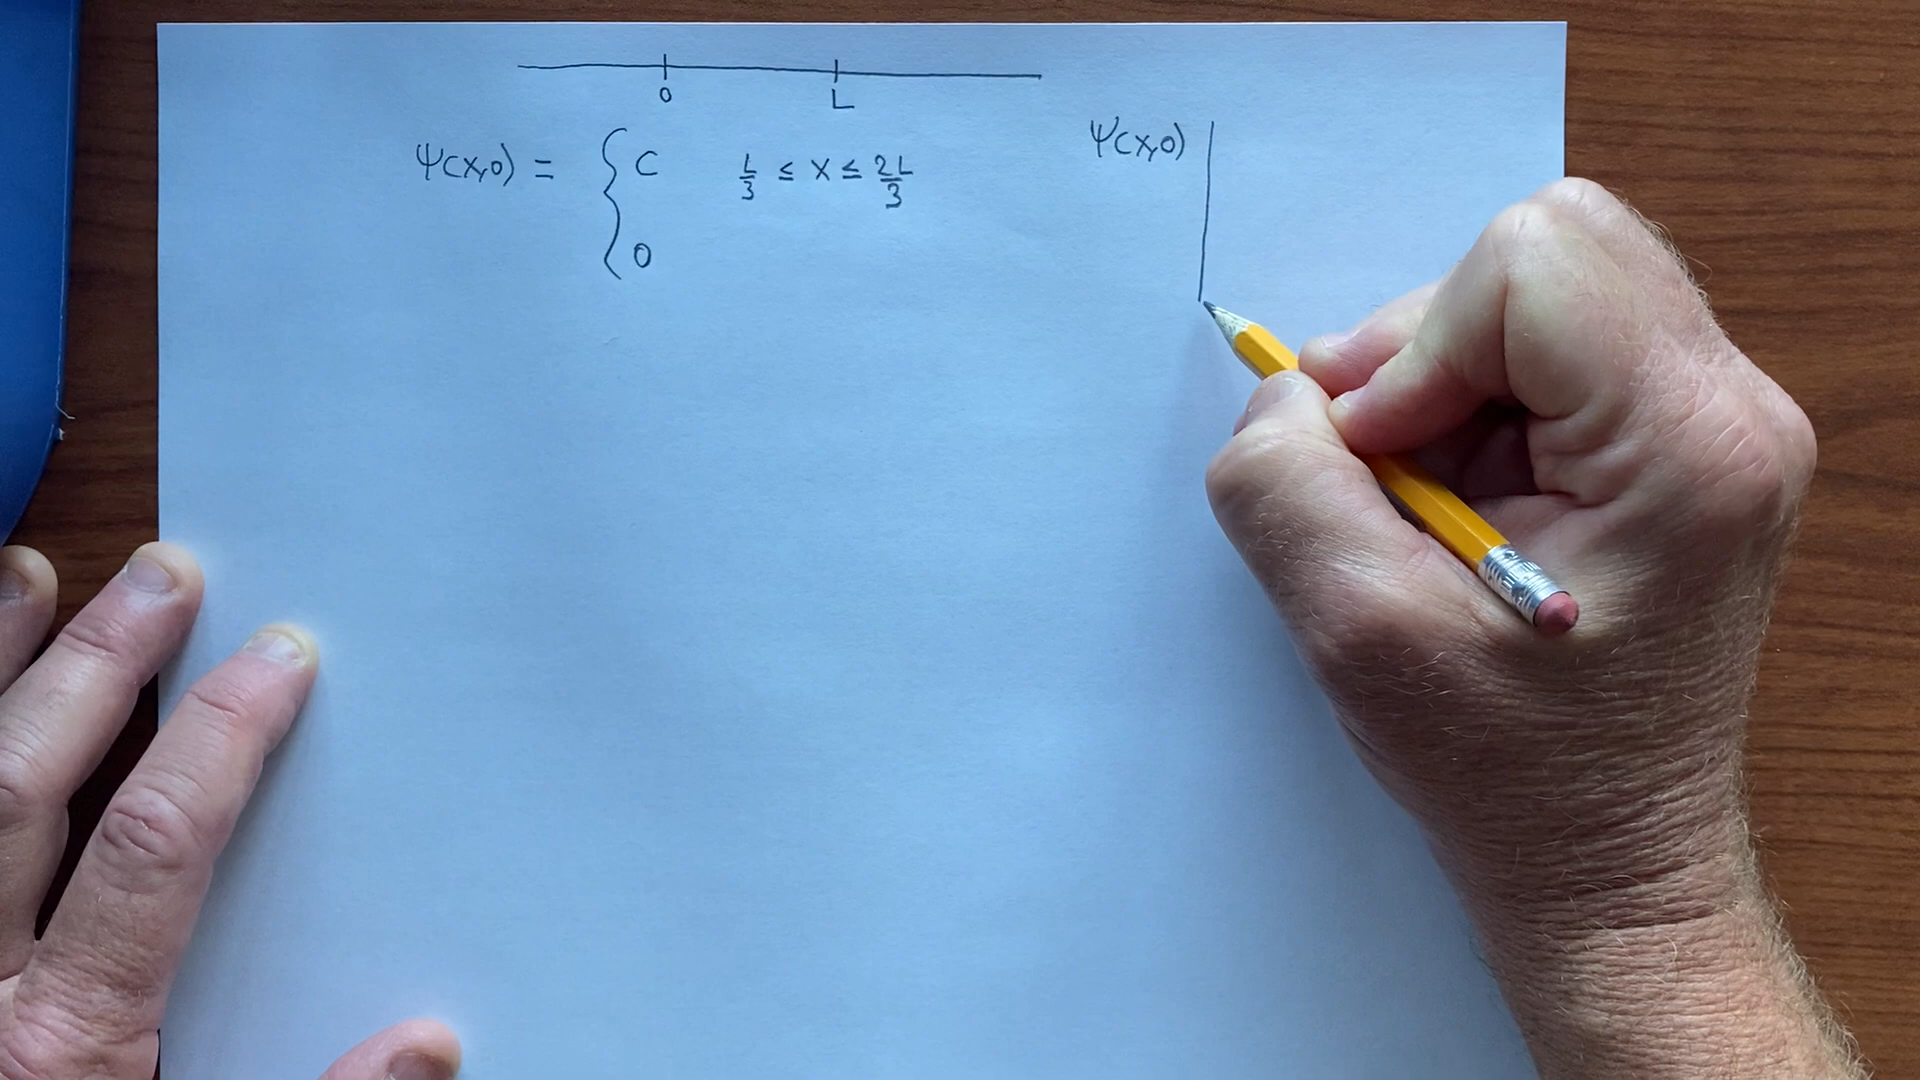 0 L
Ψ(x,0) = { C L/3 ≤ x ≤ 2L/3
0
Ψ(x,0)